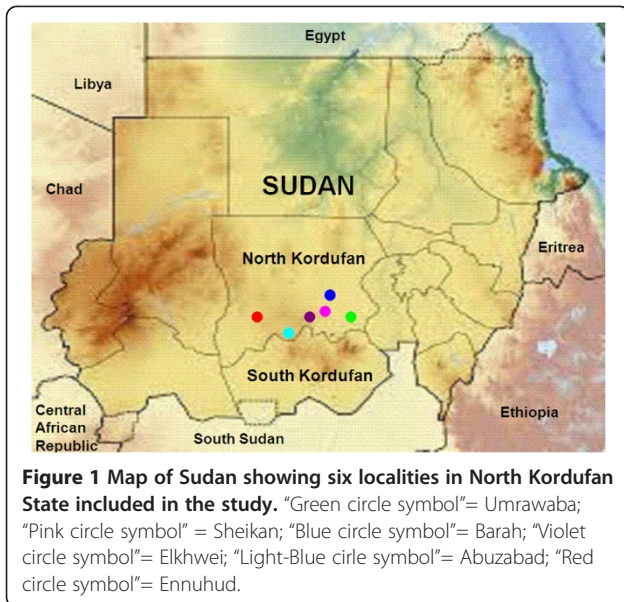 Egypt
Libya
Chad
SUDAN
North Kordufan
Eritrea
South Kordufan
Central
African
Republic
South Sudan
Ethiopia
Figure 1 Map of Sudan showing six localities in North Kordufan
State included in the study. “Green circle symbol”= Umrawaba;
“Pink circle symbol” = Sheikan; “Blue circle symbol”= Barah; “Violet
circle symbol”= Elkhwei; “Light-Blue cirle symbol”= Abuzabad; “Red
circle symbol”= Ennuhud.